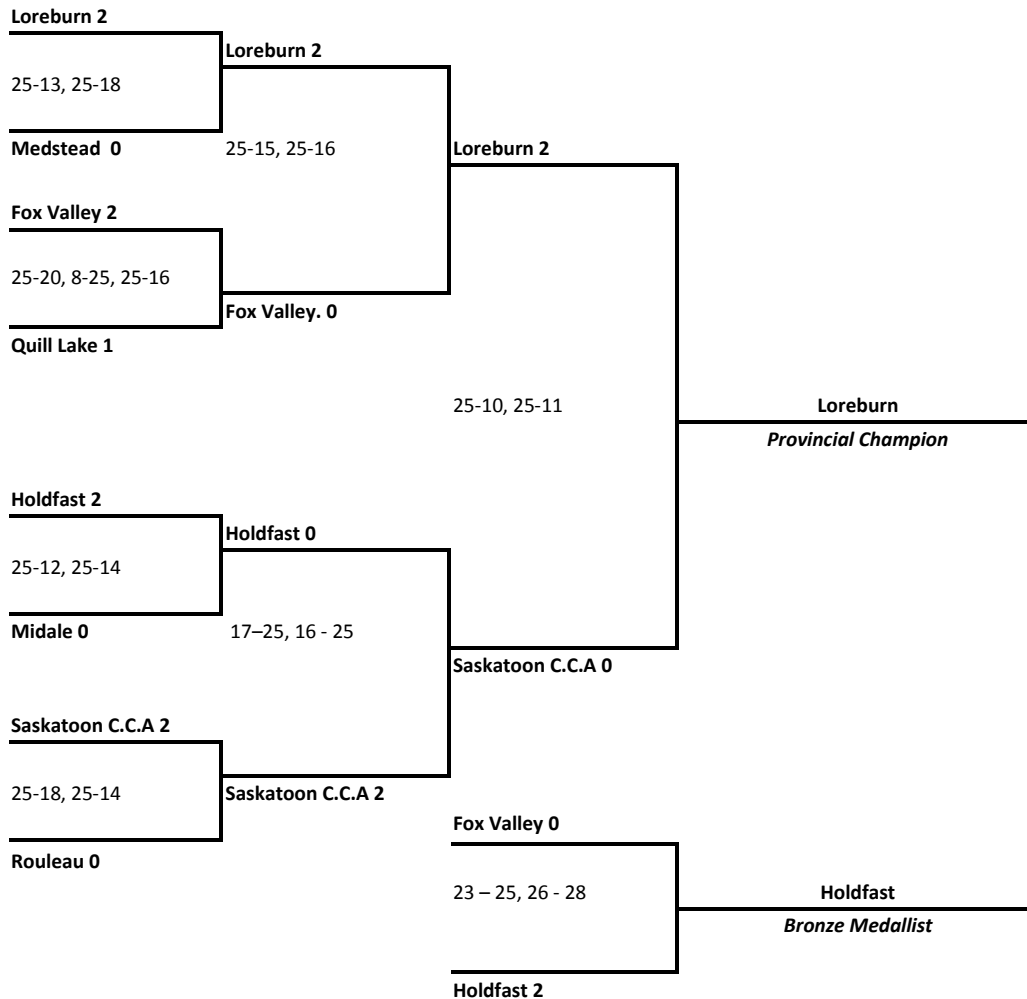 Loreburn 2
Loreburn 2
25-13, 25-18
Medstead  0
25-15, 25-16
Loreburn 2
Fox Valley 2
25-20, 8-25, 25-16
Fox Valley. 0
Quill Lake 1
25-10, 25-11
Loreburn
Provincial Champion
Holdfast 2
Holdfast 0
25-12, 25-14
Midale 0
17–25, 16 - 25
Saskatoon C.C.A 0
Saskatoon C.C.A 2
25-18, 25-14
Saskatoon C.C.A 2
Fox Valley 0
Rouleau 0
23 – 25, 26 - 28
Holdfast
Bronze Medallist
Holdfast 2